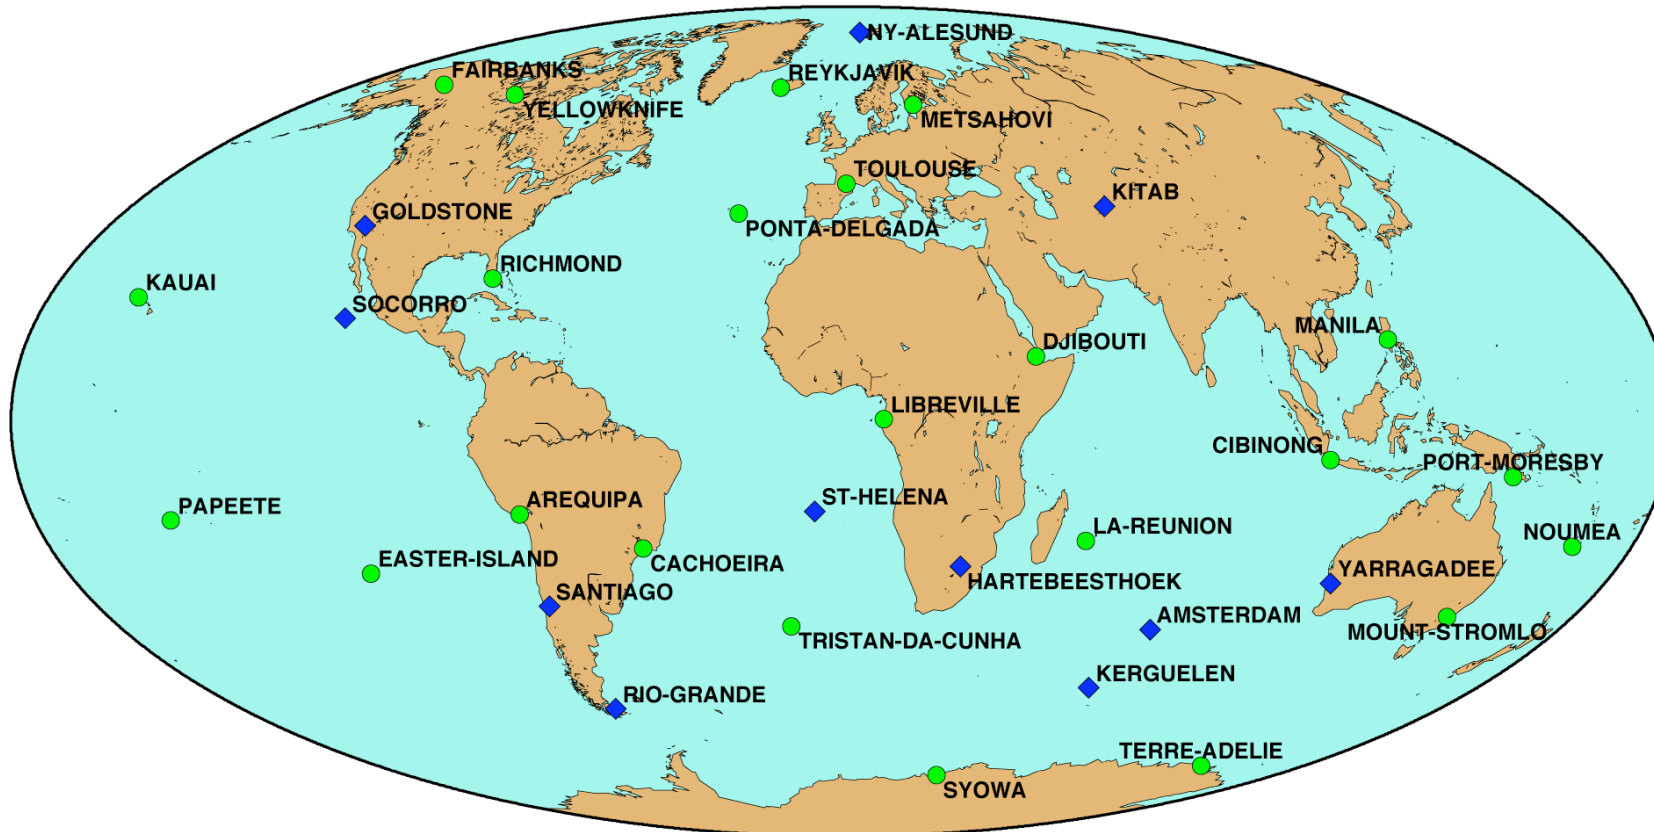 NY-ALESUND
FAIRBANKS
REYKJAVIK
YELLOWKNIFE
METSAHOVI
TOULOUSE
KITAB
GOLDSTONE
PONTA-DELGADA
RICHMOND
KAUAI
SOCORRO
MANILA
DJIBOUTI
LIBREVILLE
CIBINONG
PORT-MORESBY
ST-HELENA
AREQUIPA
PAPEETE
LA-REUNION
NOUMEA
EASTER-ISLAND
CACHOEIRA
YARRAGADEE
HARTEBEESTHOEK
SANTIAGO
AMSTERDAM
MOUNT-STROMLO
TRISTAN-DA-CUNHA
KERGUELEN
RIO-GRANDE
TERRE-ADELIE
SYOWA